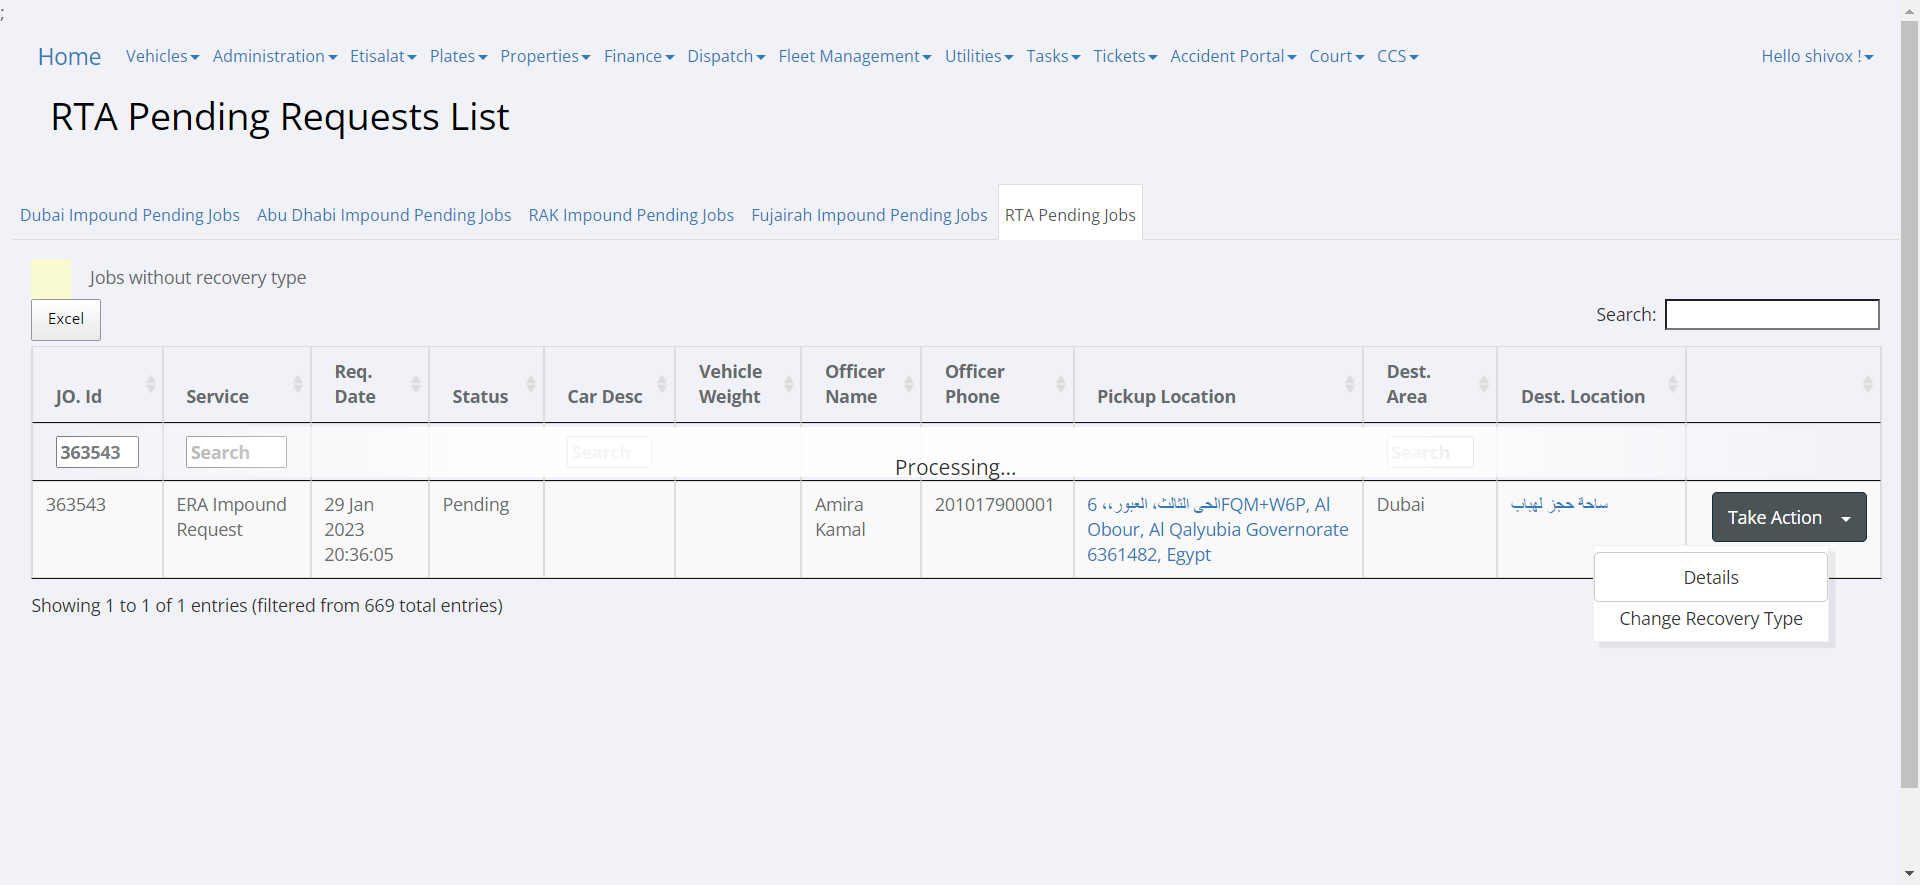 ;
Home Vehicles Administration Etisalat Plates Properties Finance Dispatch Fleet Management Utilities Tasks Tickets Accident Portal Court CCS Hello shivox !
RTA Pending Requests List
Dubai Impound Pending Jobs Abu Dhabi Impound Pending Jobs RAK Impound Pending Jobs Fujairah Impound Pending Jobs RTA Pending Jobs
Jobs without recovery type
Excel
Search:
JO. Id
Service
Req.
Date
Status
Car Desc
Vehicle
Weight
Officer
Name
Officer
Phone
Pickup Location
Dest.
Area
Dest. Location
363543
Search
Search
Search
Processing...
363543
ERA Impound
Request
29 Jan
2023
20:36:05
Pending
Amira
Kamal
201017900001
6 الحى الثالث، العبور،، FQM+W6P, Al
Obour, Al Qalyubia Governorate
6361482, Egypt
Dubai
ساحة حجز لهباب
Take Action
Details
Change Recovery Type
Showing 1 to 1 of 1 entries (filtered from 669 total entries)